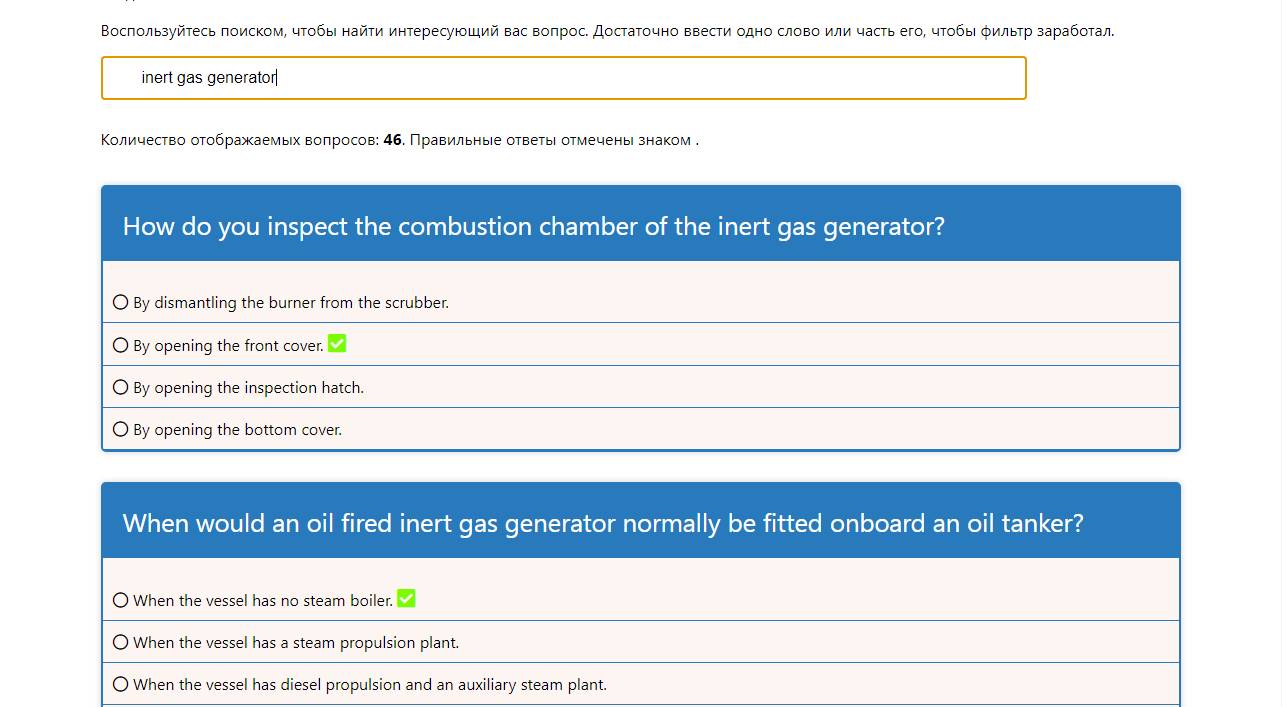 Воспользуйтесь поиском, чтобы найти интересующий вас вопрос. Достаточно ввести одно слово или часть его, чтобы фильтр заработал.
inert gas generator
Количество отображаемых вопросов: 46. Правильные ответы отмечены знаком .
How do you inspect the combustion chamber of the inert gas generator?
By dismantling the burner from the scrubber.
By opening the front cover.
By opening the inspection hatch.
By opening the bottom cover.
When would an oil fired inert gas generator normally be fitted onboard an oil tanker?
When the vessel has no steam boiler.
When the vessel has a steam propulsion plant.
When the vessel has diesel propulsion and an auxiliary steam plant.